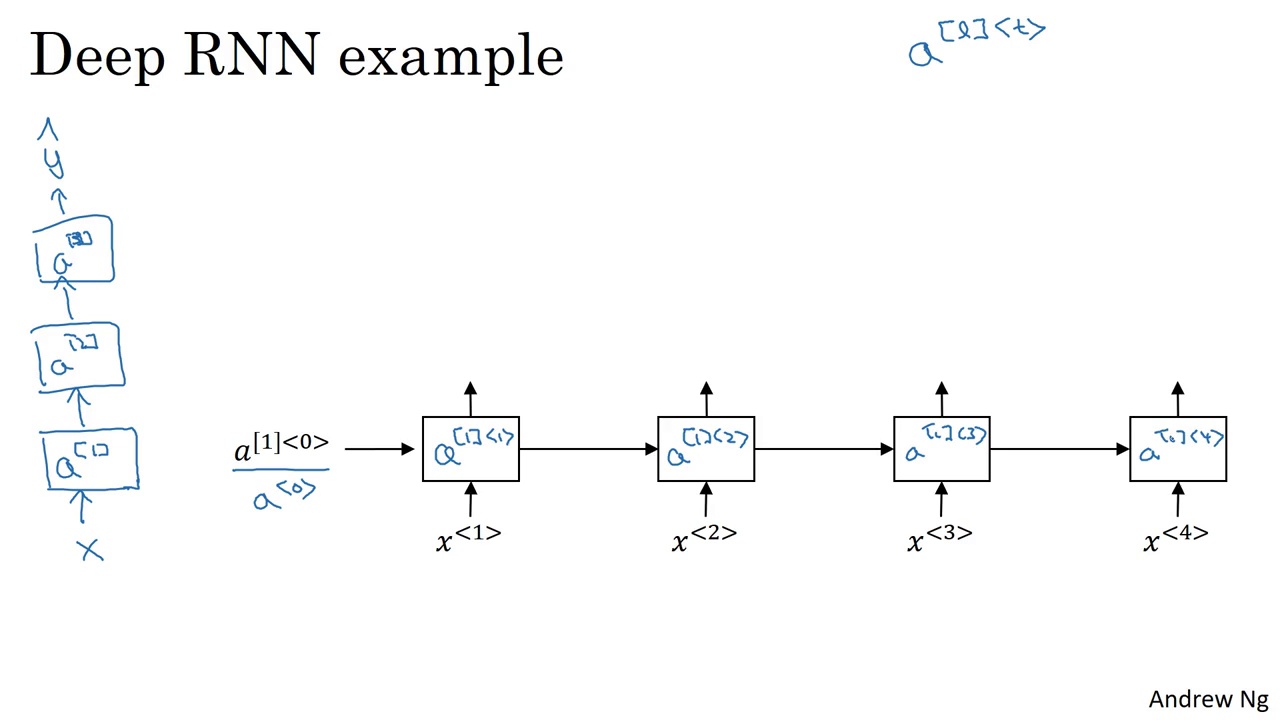 Deep RNN example
a^[l]<t>
ŷ
a^[3]
a^[2]
a^[1]
x
a^[1]<0>
a^<0>
a^[1]<1> a^[1]<2> a^[1]<3> a^[1]<4>
x^<1> x^<2> x^<3> x^<4>
Andrew Ng